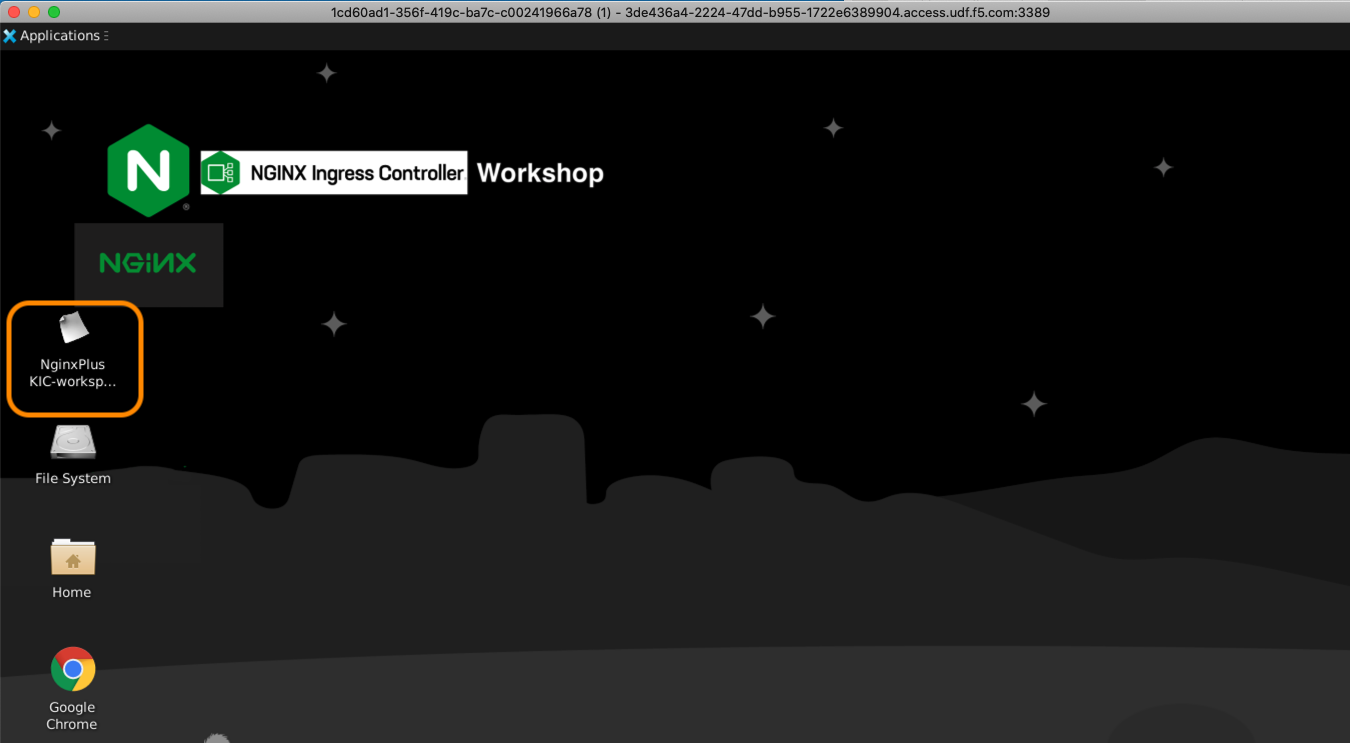 1cd60ad1-356f-419c-ba7c-c00241966a78 (1) - 3de436a4-2224-47dd-b955-1722e6389904.access.udf.f5.com:3389
Applications
N
®
NGINX Ingress Controller
Workshop
NGINX
NginxPlus
KIC-worksp...
File System
Home
Google
Chrome